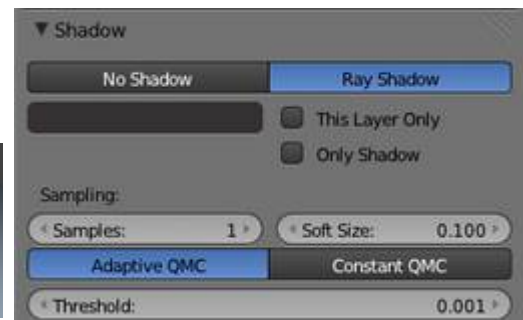 Shadow
No Shadow Ray Shadow
This Layer Only
Only Shadow
Sampling:
Samples: 1 Soft Size: 0.100
Adaptive QMC Constant QMC
Threshold: 0.001